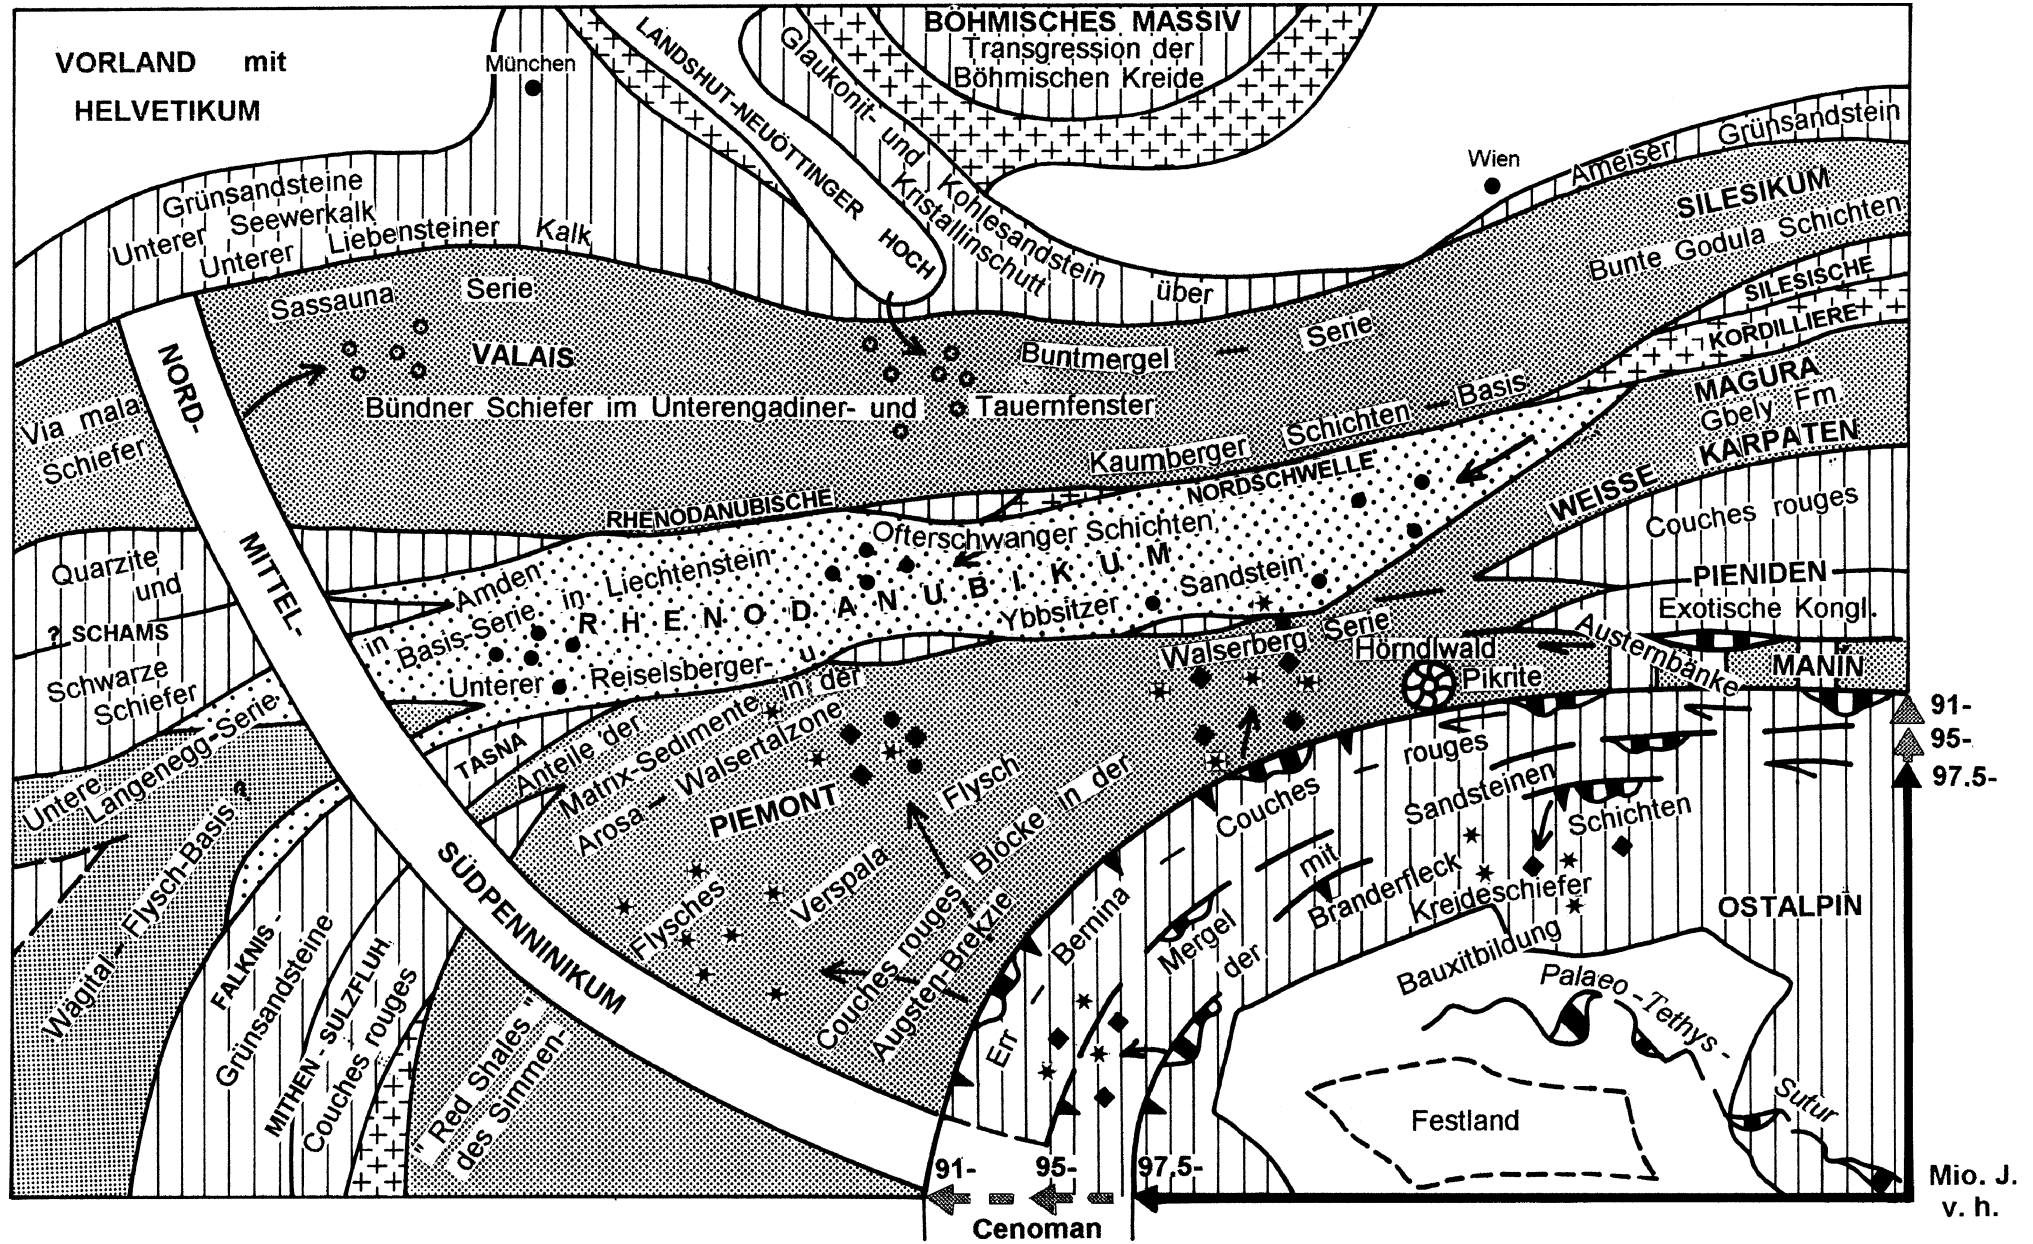 VORLAND mit
HELVETIKUM
München
LANDSHUT-NEUÖTTINGER HOCH
BÖHMISCHES MASSIV
Transgression der
Böhmischen Kreide
Glaukonit- und Kohlesandstein über
Kristallinschutt
Wien
Ameiser Grünsandstein
SILESIKUM
Bunte Godula Schichten
SILESISCHE
KORDILLIERE
Grünsandsteine
Unterer Seewerkalk
Unterer Liebensteiner Kalk
Sassauna Serie
VALAIS
Buntmergel — Serie
Bündner Schiefer im Unterengadiner- und Tauernfenster
Via mala
Schiefer
NORD-
MITTEL-
SÜDPENNINIKUM
Kaumberger Schichten — Basis
MAGURA
Gbely Fm
WEISSE KARPATEN
RHENODANUBISCHE NORDSCHWELLE
Ofterschwanger Schichten
Couches rouges
Quarzite
und
? SCHAMS
Schwarze
Schiefer
Amden
in Basis-Serie in Liechtenstein
RHENODANUBIKUM
Ybbsitzer Sandstein
Unterer Reiselsberger- u.
PIENIDEN
Exotische Kongl.
Walserberg Serie
Hörndlwald
Pikrite
Austernbänke
MANIN
Untere
Langenegg-Serie
TASNA
Anteile der
Matrix-Sedimente in der
Arosa — Walsertalzone
PIEMONT
Flysch
Wägital — Flysch-Basis ?
FALKNIS -
Grünsandsteine
MITHEN - SULZFLUH
Couches rouges
"Red Shales"
des Simmen-
Flysches
Verspala
Couches rouges Blöcke in der
Augsten-Brekzie
Err
Bernina
Couches rouges
Mergel mit Sandsteinen
der Branderfleck Schichten
Kreideschiefer
Bauxitbildung
OSTALPIN
Palaeo - Tethys - Sutur
Festland
91-
95-
97.5-
91- 95- 97.5-
Cenoman
Mio. J.
v. h.